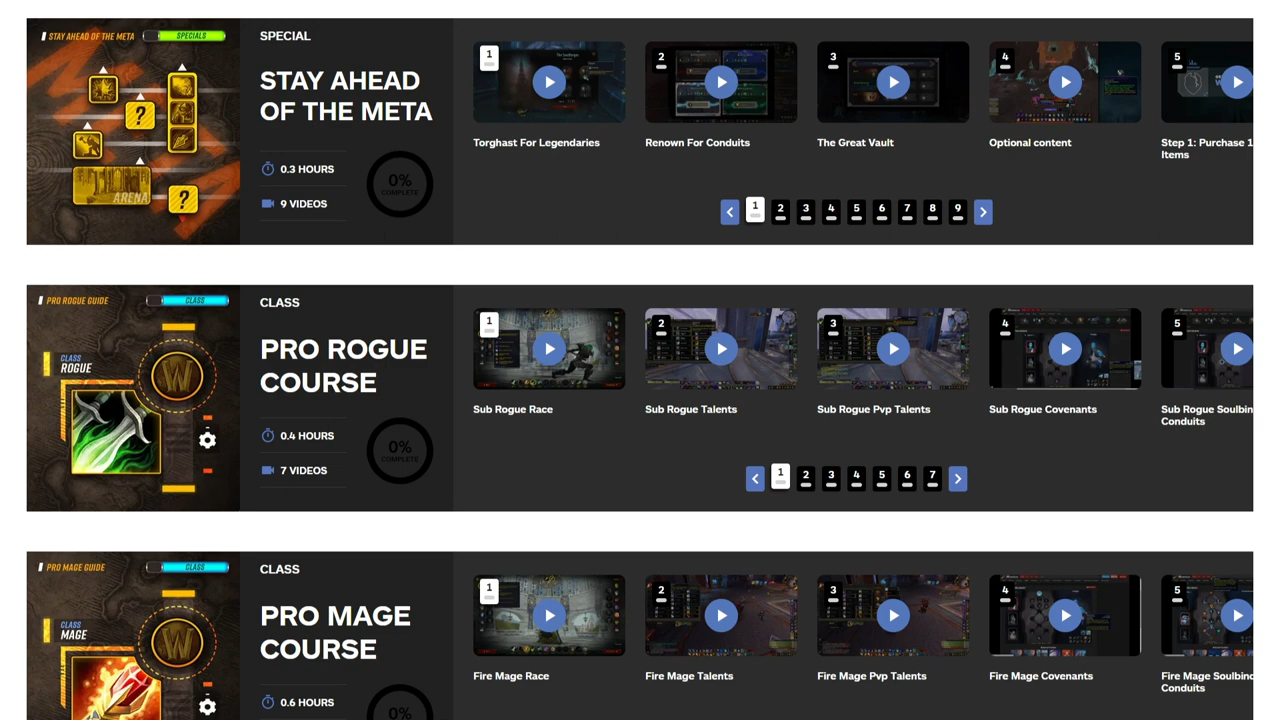 STAY AHEAD OF THE META
SPECIALS
?
?
ARENA
SPECIAL
STAY AHEAD
OF THE META
0.3 HOURS
9 VIDEOS
0%
COMPLETE
1
2
3
4
5
Torghast For Legendaries
Renown For Conduits
The Great Vault
Optional content
Step 1: Purchase 1
Items
1 2 3 4 5 6 7 8 9
PRO ROGUE GUIDE
CLASS
CLASS
ROGUE
W
CLASS
PRO ROGUE
COURSE
0.4 HOURS
7 VIDEOS
0%
COMPLETE
1
2
3
4
5
Sub Rogue Race
Sub Rogue Talents
Sub Rogue Pvp Talents
Sub Rogue Covenants
Sub Rogue Soulbin
Conduits
1 2 3 4 5 6 7
PRO MAGE GUIDE
CLASS
CLASS
MAGE
W
CLASS
PRO MAGE
COURSE
0.6 HOURS
0%
1
2
3
4
5
Fire Mage Race
Fire Mage Talents
Fire Mage Pvp Talents
Fire Mage Covenants
Fire Mage Soulbind
Conduits